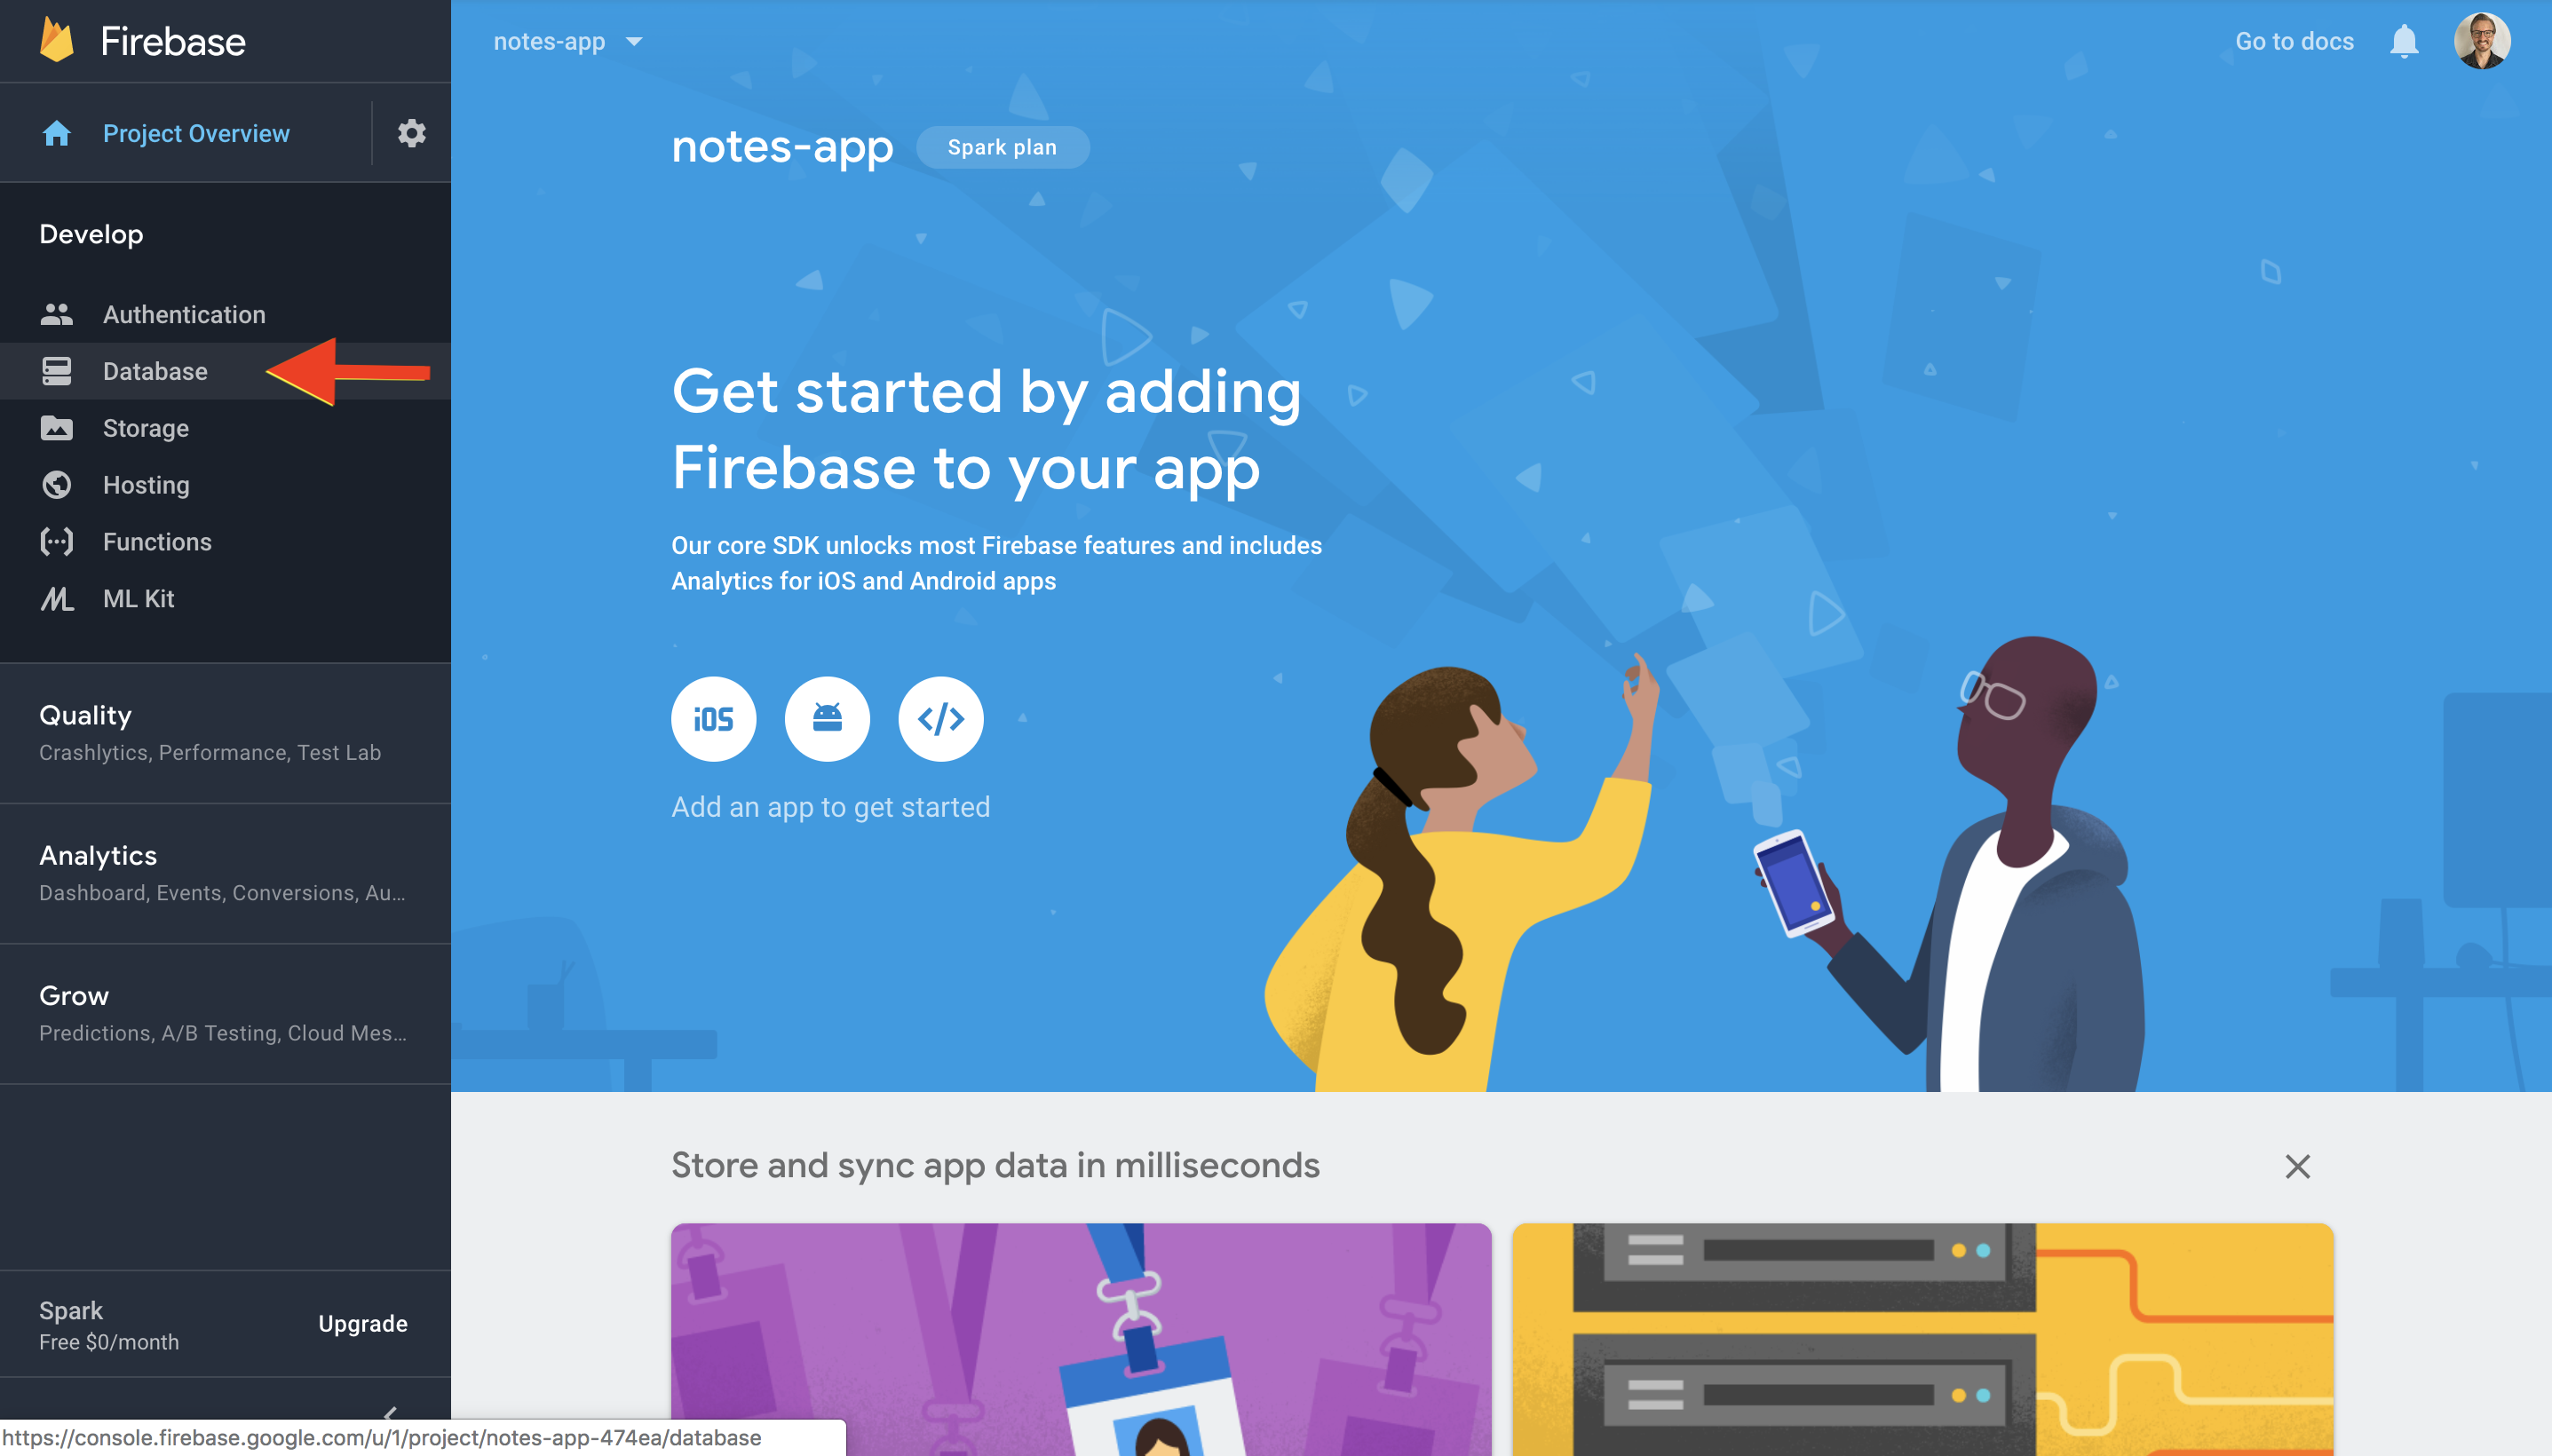 Firebase
Project Overview
Develop
Authentication
Database
Storage
Hosting
Functions
ML Kit
Quality
Crashlytics, Performance, Test Lab
Analytics
Dashboard, Events, Conversions, Au...
Grow
Predictions, A/B Testing, Cloud Mes...
Spark
Free $0/month
Upgrade
https://console.firebase.google.com/u/1/project/notes-app-474ea/database
notes-app
Go to docs
notes-app
Spark plan
Get started by adding
Firebase to your app
Our core SDK unlocks most Firebase features and includes
Analytics for iOS and Android apps
iOS
Add an app to get started
Store and sync app data in milliseconds